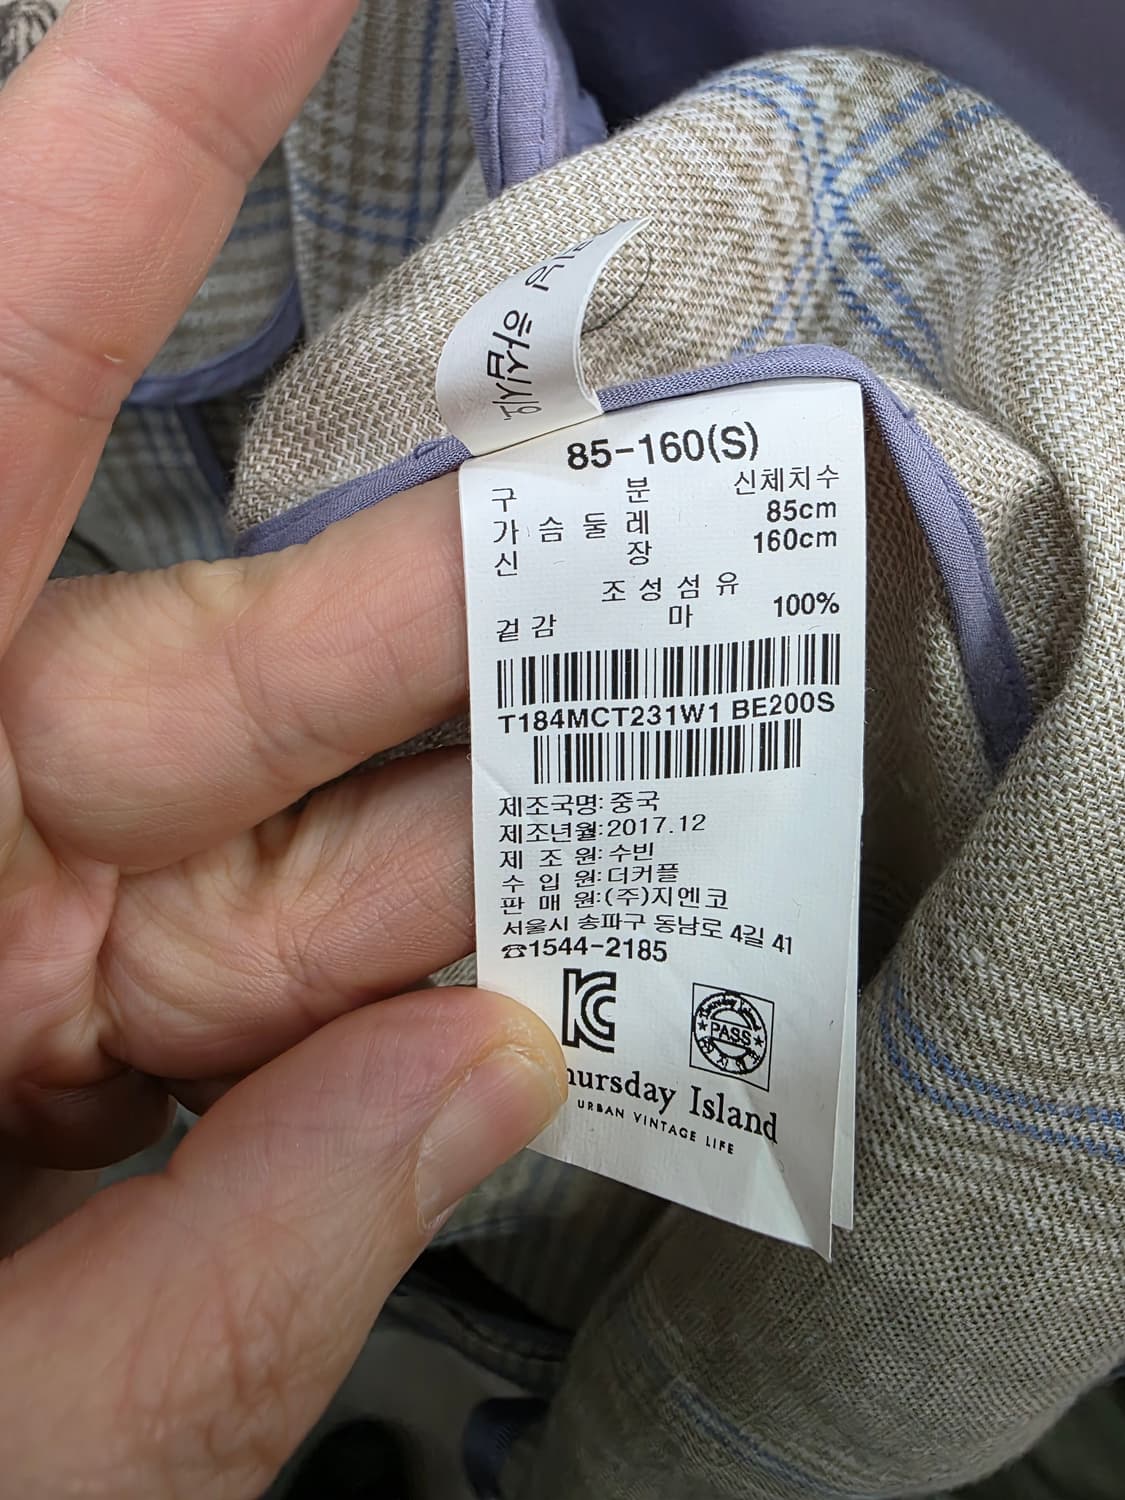 하십시오
85-160(S)
구 분 신체치수
가슴둘레 85cm
신 장 160cm
조성섬유
겉감 마 100%
T184MCT231W1 BE200S
제조국명: 중국
제조년월: 2017.12
제 조 원: 수빈
수 입 원: 더커플
판 매 원: (주)지엔코
서울시 송파구 동남로 4길 41
☎1544-2185
PASS
hursday Island
URBAN VINTAGE LIFE